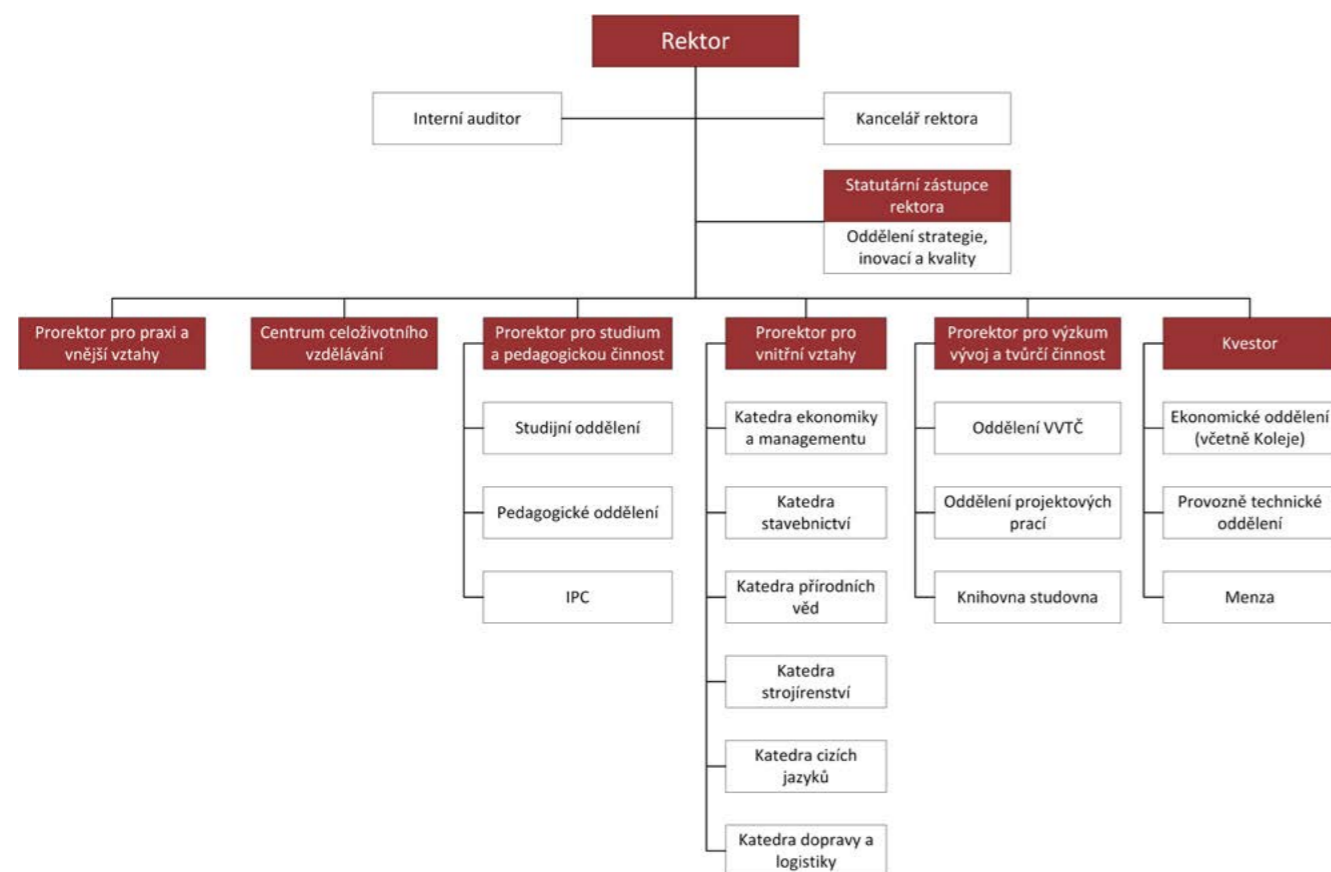 Rektor
Interní auditor
Kancelář rektora
Statutární zástupce
rektora
Oddělení strategie,
inovací a kvality
Prorektor pro praxi a
vnější vztahy
Centrum celoživotního
vzdělávání
Prorektor pro studium
a pedagogickou činnost
Prorektor pro
vnitřní vztahy
Prorektor pro výzkum
vývoj a tvůrčí činnost
Kvestor
Studijní oddělení
Katedra ekonomiky
a managementu
Oddělení VVTČ
Ekonomické oddělení
(včetně Koleje)
Pedagogické oddělení
Katedra
stavebnictví
Oddělení projektových
prací
Provozně technické
oddělení
IPC
Katedra přírodních
věd
Knihovna studovna
Menza
Katedra
strojírenství
Katedra cizích
jazyků
Katedra dopravy a
logistiky